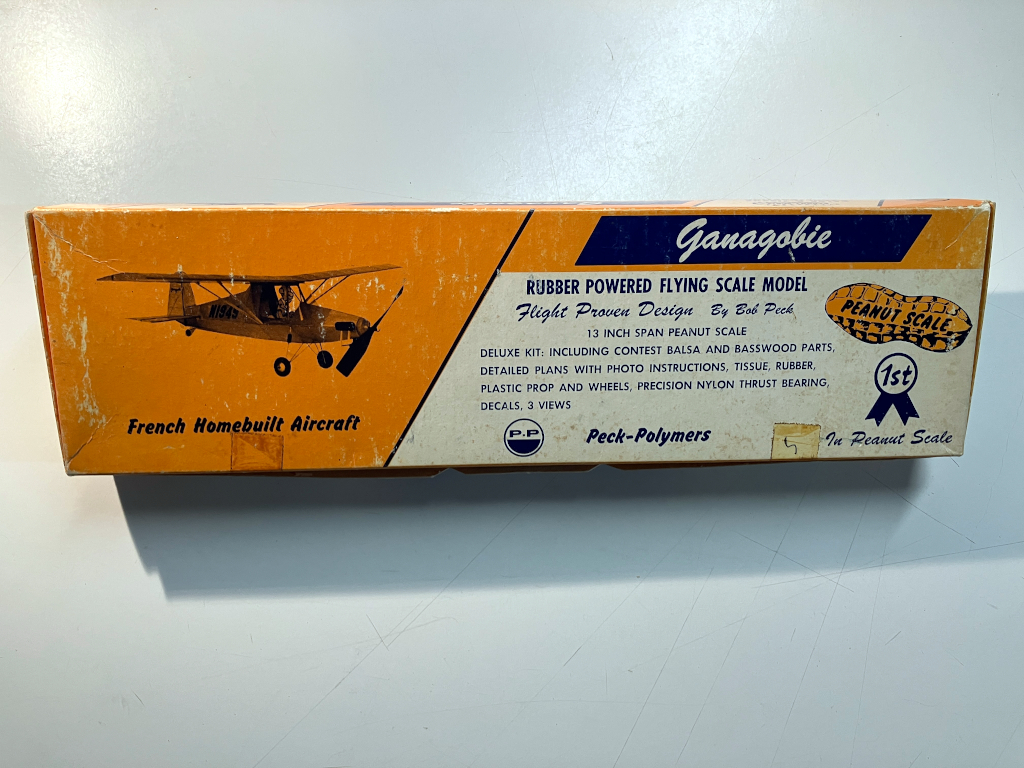 Ganagobie
RUBBER POWERED FLYING SCALE MODEL
Flight Proven Design By Bob Peck
13 INCH SPAN PEANUT SCALE
DELUXE KIT: INCLUDING CONTEST BALSA AND BASSWOOD PARTS,
DETAILED PLANS WITH PHOTO INSTRUCTIONS, TISSUE, RUBBER,
PLASTIC PROP AND WHEELS, PRECISION NYLON THRUST BEARING,
DECALS, 3 VIEWS
PEANUT SCALE
1st
In Peanut Scale
P.P
Peck-Polymers
N1949
French Homebuilt Aircraft